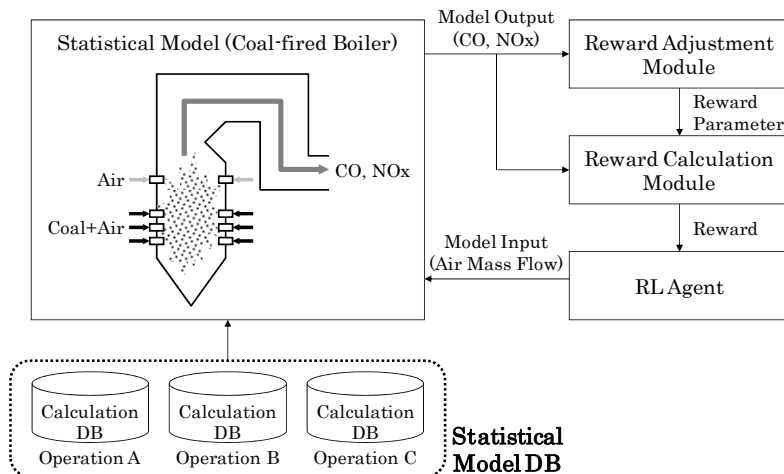 Statistical Model (Coal-fired Boiler)
Air
Coal+Air
CO, NOx
Model Output
(CO, NOx)
Reward Adjustment
Module
Reward
Parameter
Reward Calculation
Module
Reward
Model Input
(Air Mass Flow)
RL Agent
Calculation
DB
Operation A
Calculation
DB
Operation B
Calculation
DB
Operation C
Statistical
Model DB